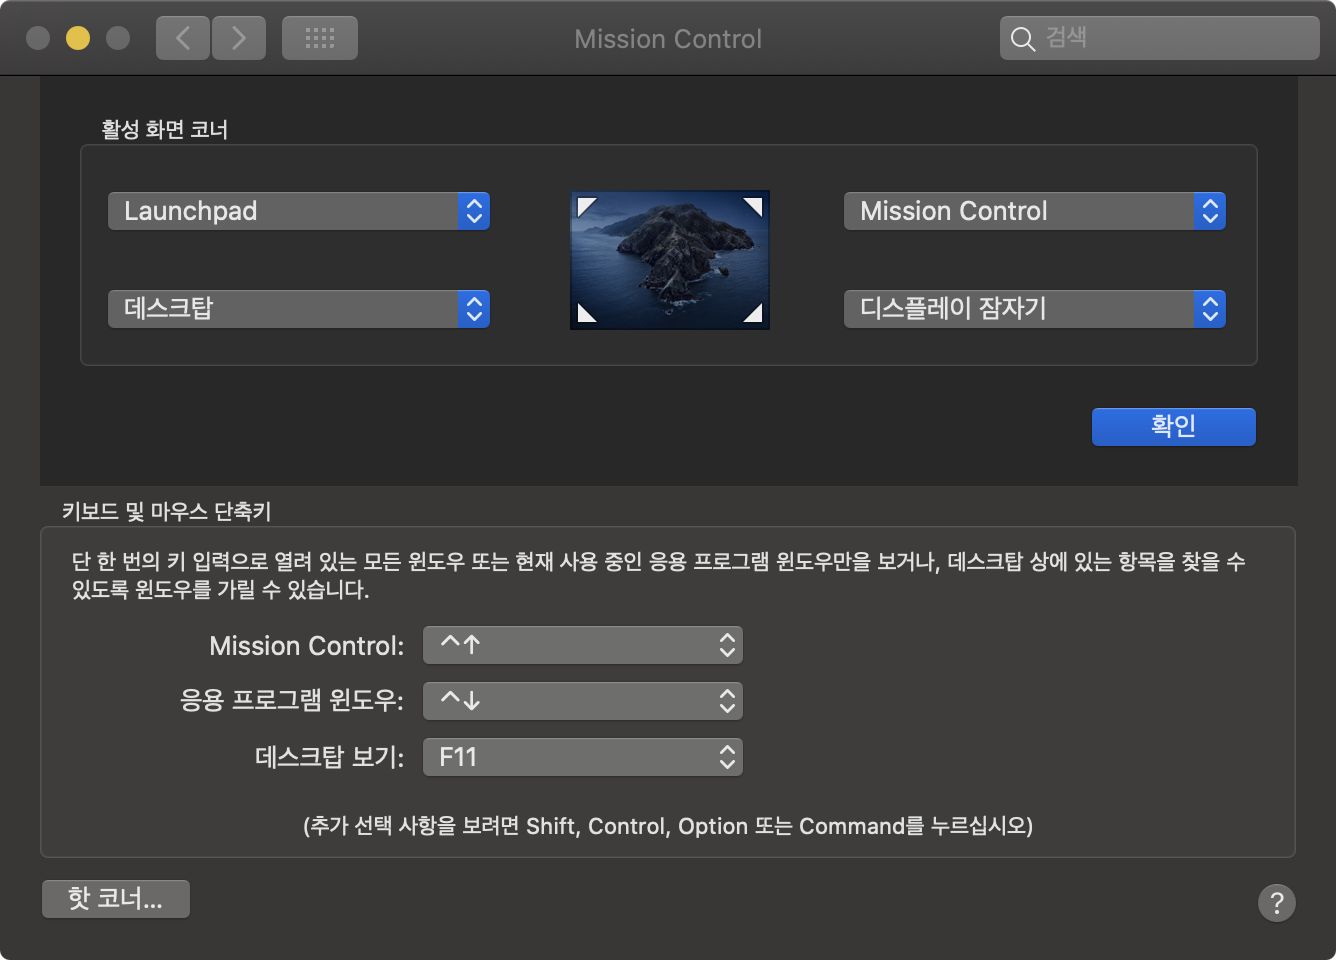 Mission Control
검색
활성 화면 코너
Launchpad
Mission Control
데스크탑
디스플레이 잠자기
확인
키보드 및 마우스 단축키
단 한 번의 키 입력으로 열려 있는 모든 윈도우 또는 현재 사용 중인 응용 프로그램 윈도우만을 보거나, 데스크탑 상에 있는 항목을 찾을 수
있도록 윈도우를 가릴 수 있습니다.
Mission Control: ^↑
응용 프로그램 윈도우: ^↓
데스크탑 보기: F11
(추가 선택 사항을 보려면 Shift, Control, Option 또는 Command를 누르십시오)
핫 코너...
?